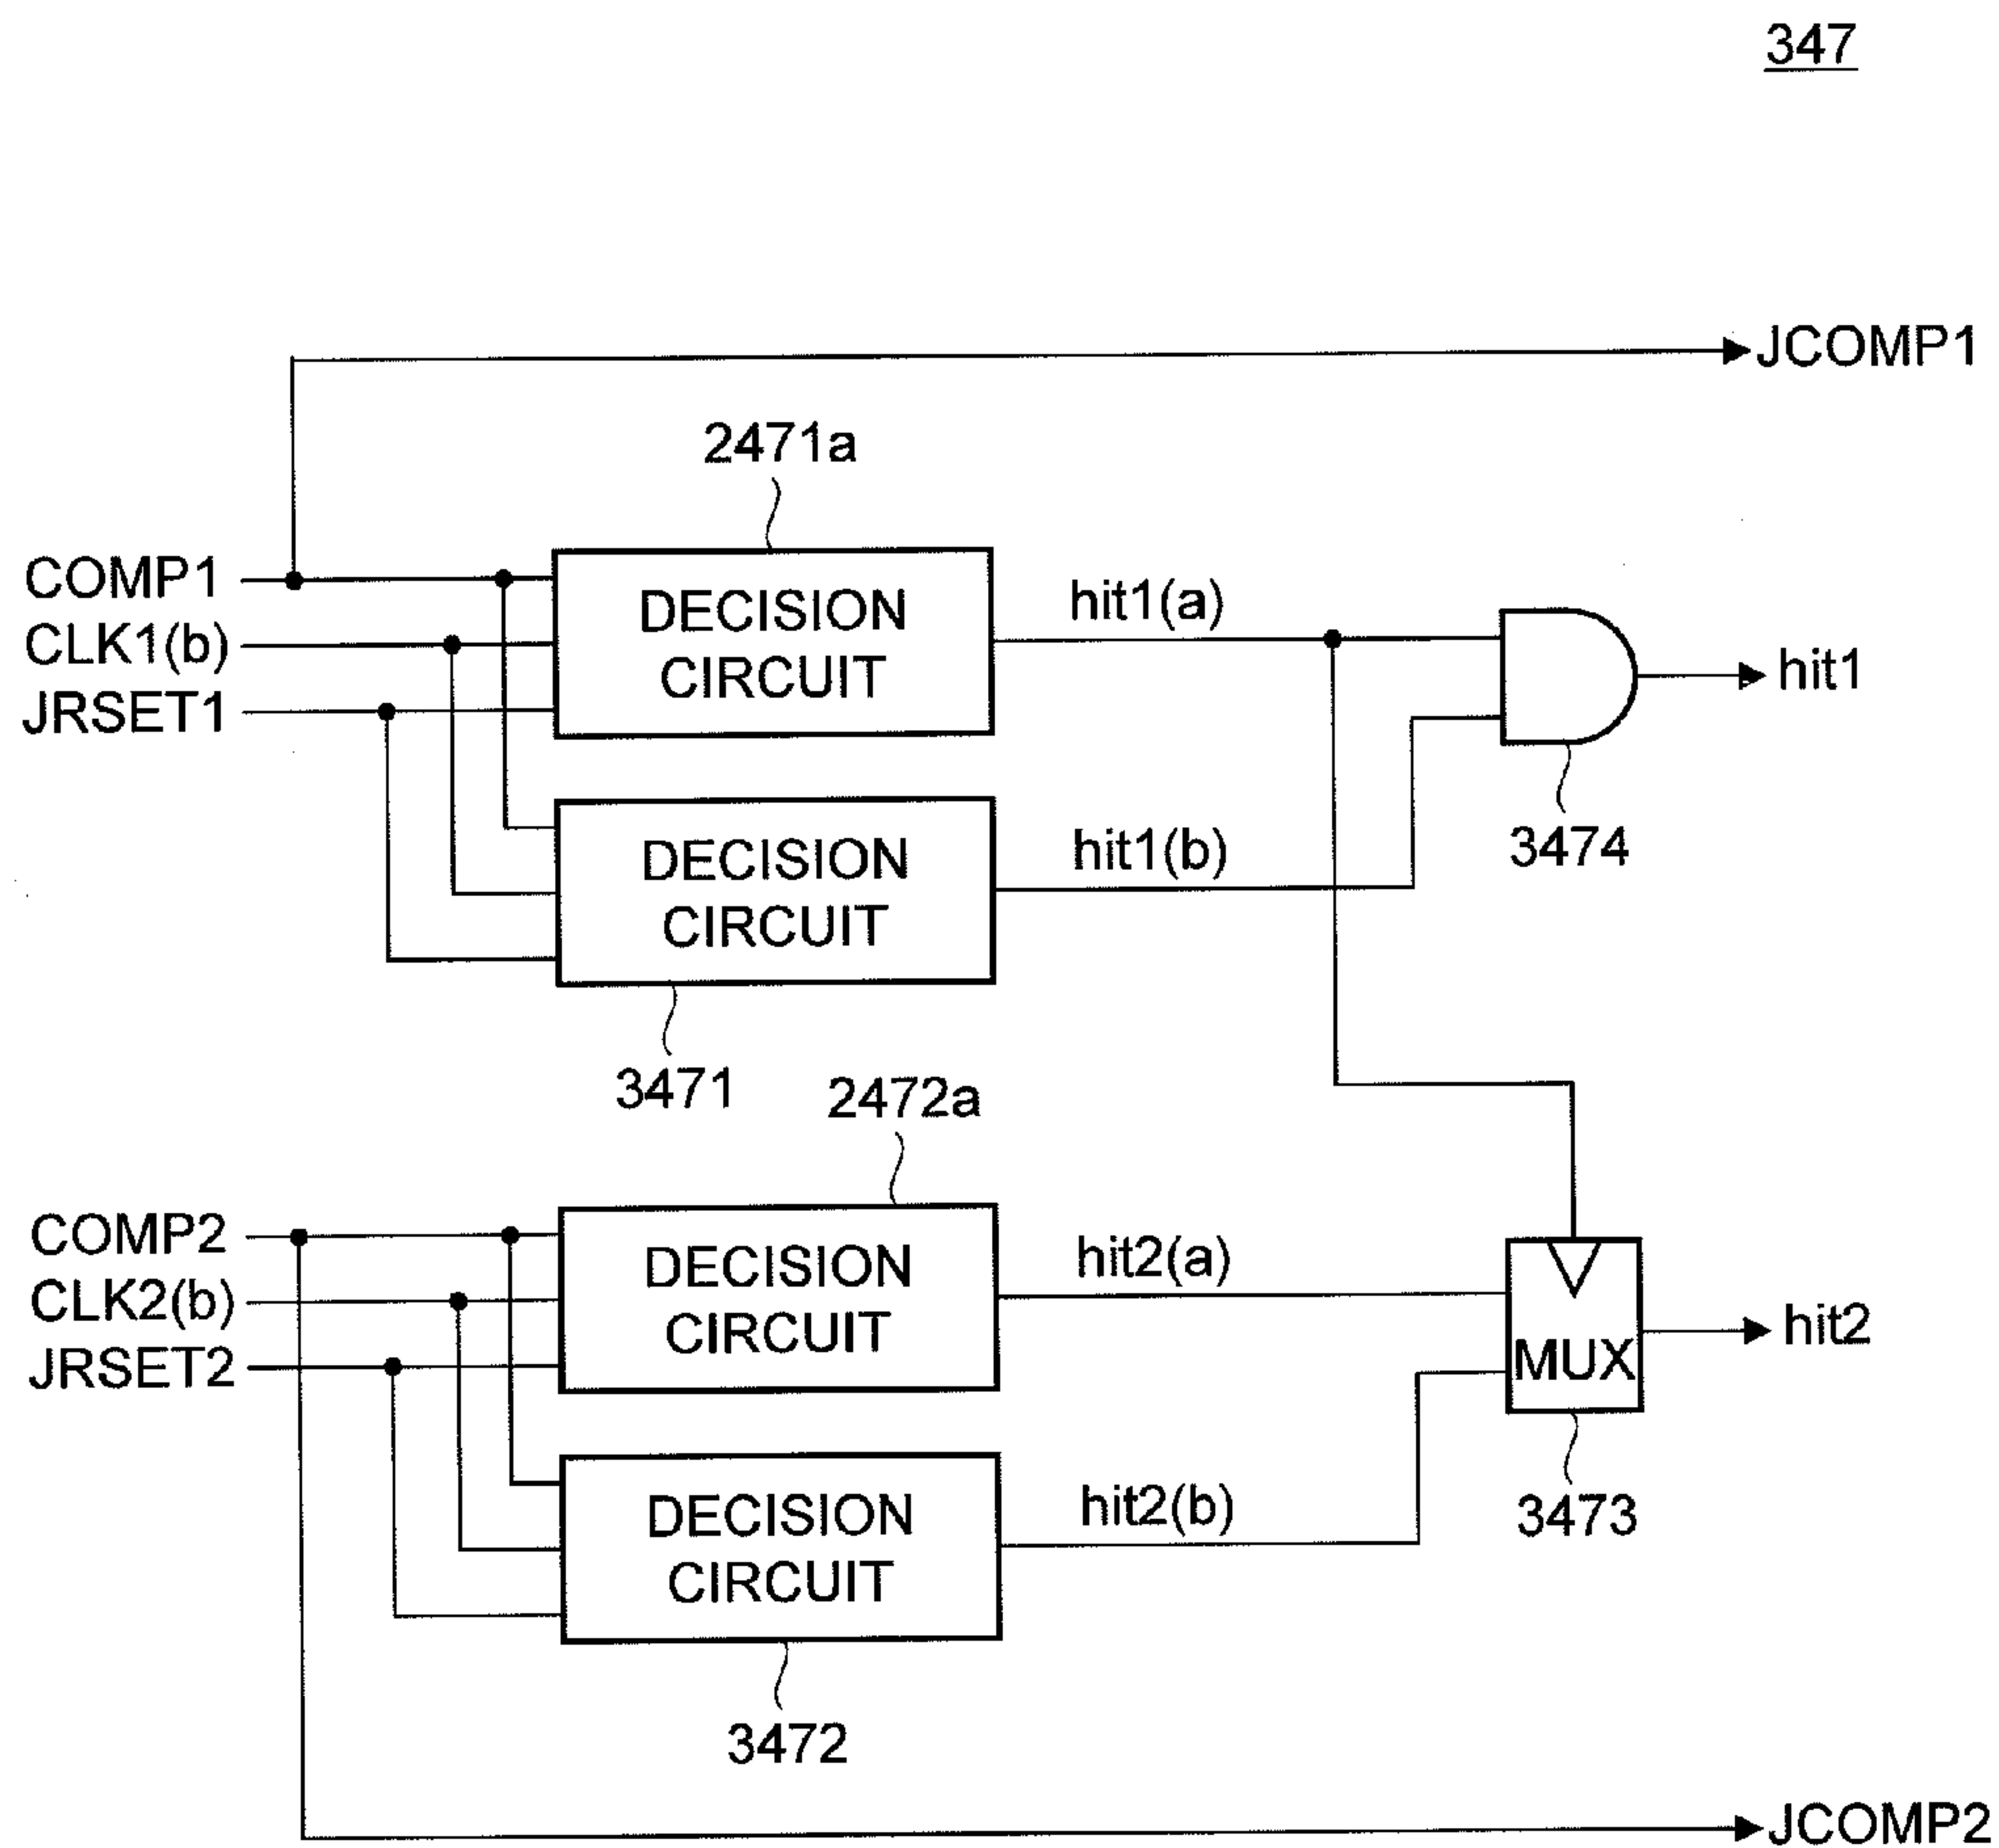 347
JCOMP1
2471a
COMP1
CLK1(b)
JRSET1
DECISION
CIRCUIT
hit1(a)
hit1
3474
DECISION
CIRCUIT
hit1(b)
3471
2472a
COMP2
CLK2(b)
JRSET2
DECISION
CIRCUIT
hit2(a)
MUX
hit2
3473
DECISION
CIRCUIT
hit2(b)
3472
JCOMP2